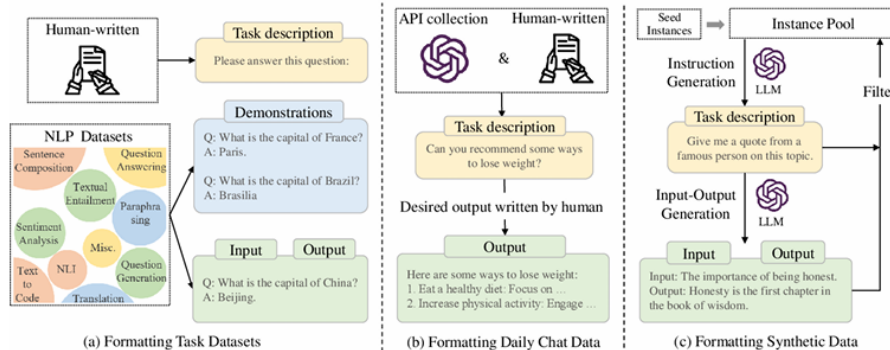 Human-written
Task description
Please answer this question:
NLP Datasets
Sentence
Composition
Question
Answering
Textual
Entailment
Paraphra
sing
Sentiment
Analysis
Misc.
Text
to
Code
NLI
Question
Generation
Translation
Demonstrations
Q: What is the capital of France?
A: Paris.
Q: What is the capital of Brazil?
A: Brasilia
Input
Output
Q: What is the capital of China?
A: Beijing.
(a) Formatting Task Datasets
API collection
&
Human-written
Task description
Can you recommend some ways
to lose weight?
Desired output written by human
Output
Here are some ways to lose weight:
1. Eat a healthy diet: Focus on …
2. Increase physical activity: Engage …
(b) Formatting Daily Chat Data
Seed
Instances
Instance Pool
Instruction
Generation
LLM
Filte
Task description
Give me a quote from a
famous person on this topic.
Input-Output
Generation
LLM
Input
Output
Input: The importance of being honest.
Output: Honesty is the first chapter in
the book of wisdom.
(c) Formatting Synthetic Data